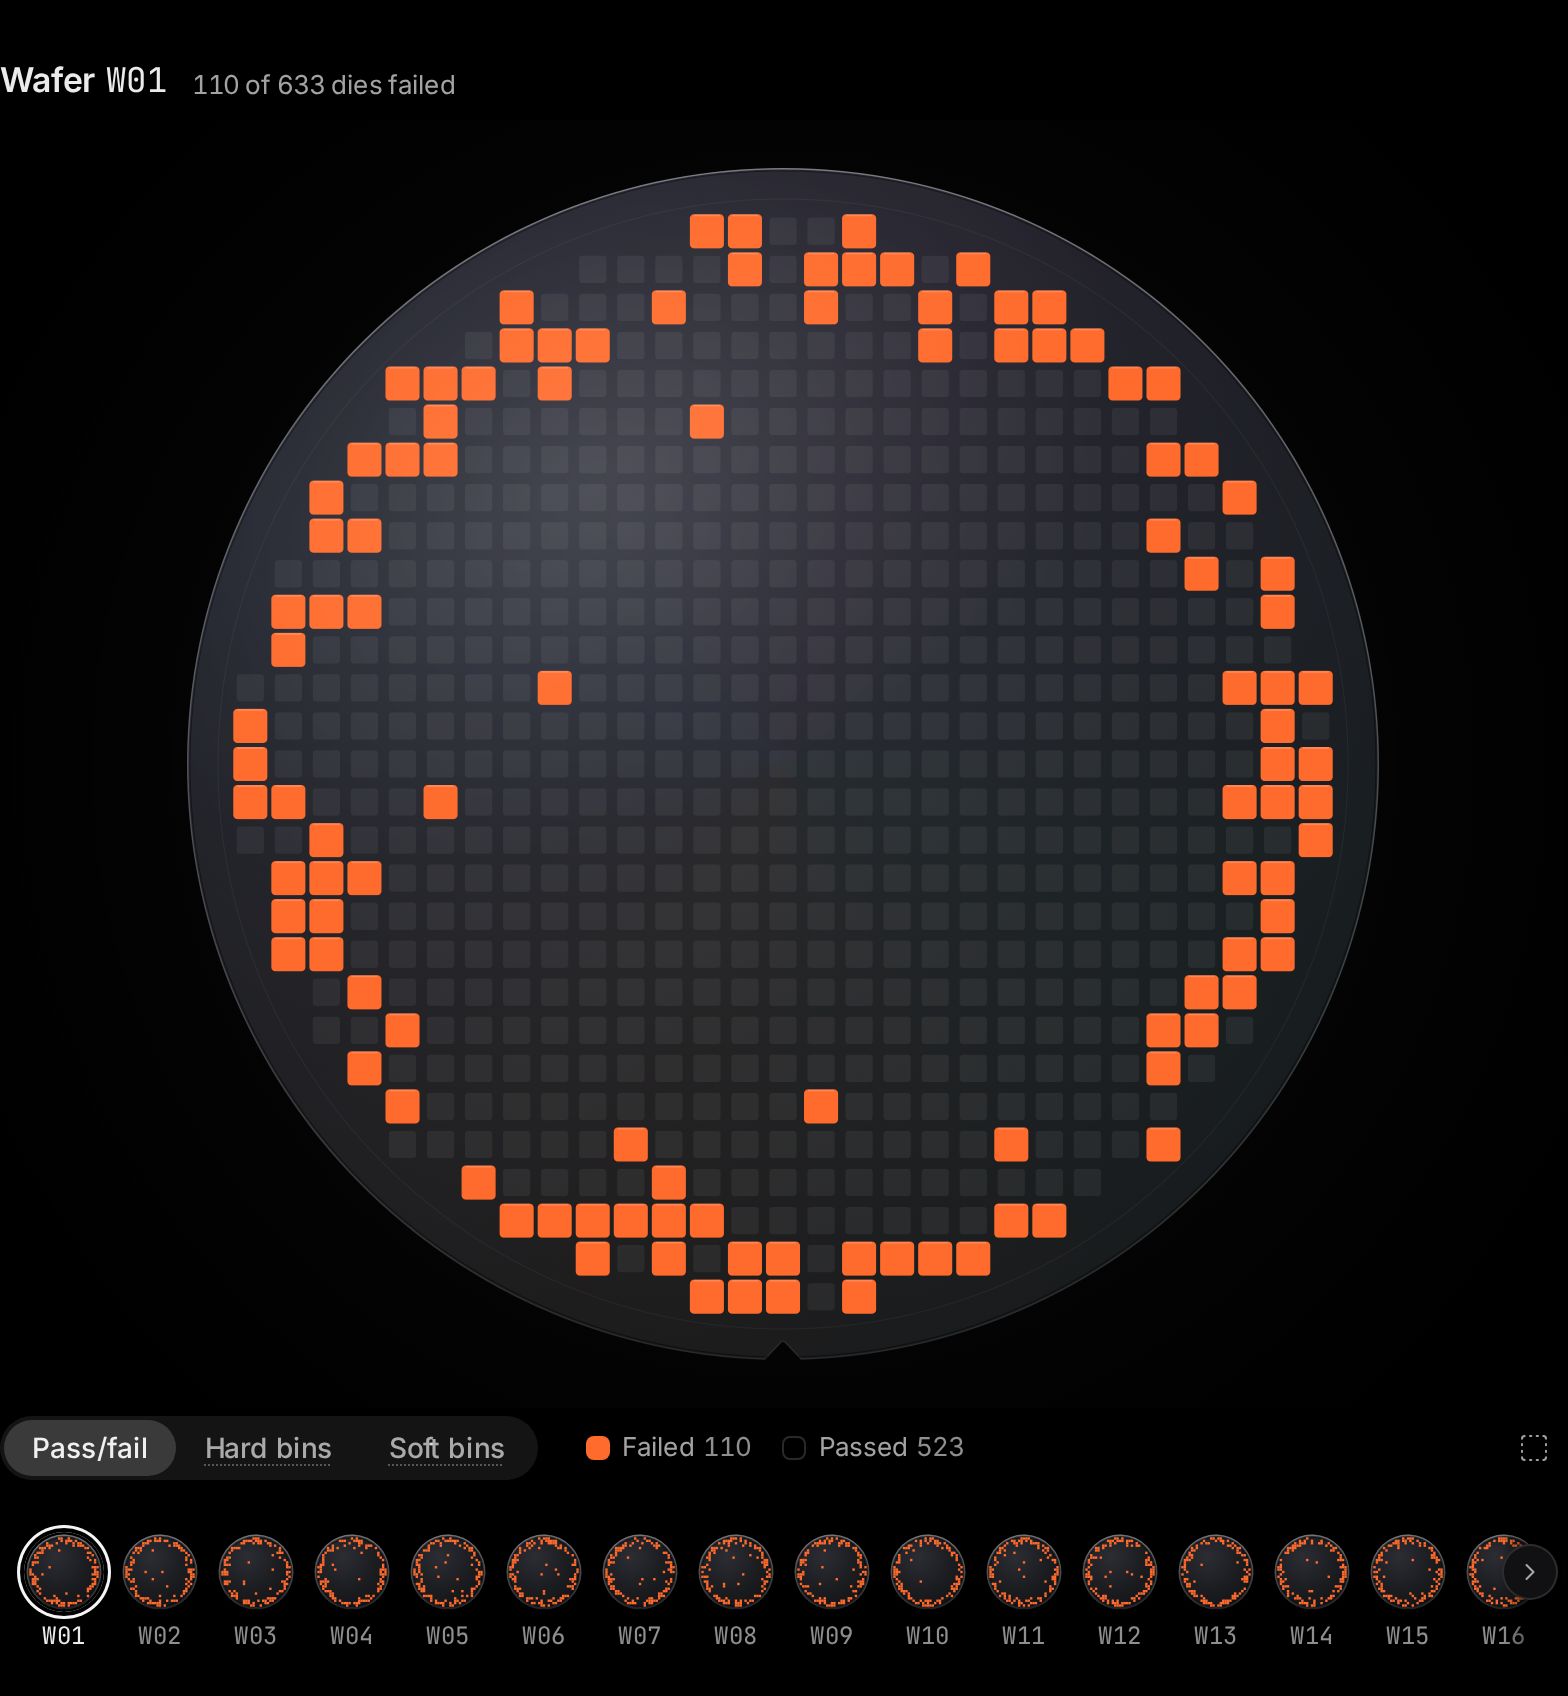 Wafer W01 110 of 633 dies failed
Pass/fail Hard bins Soft bins Failed 110 Passed 523
W01 W02 W03 W04 W05 W06 W07 W08 W09 W10 W11 W12 W13 W14 W15 W16